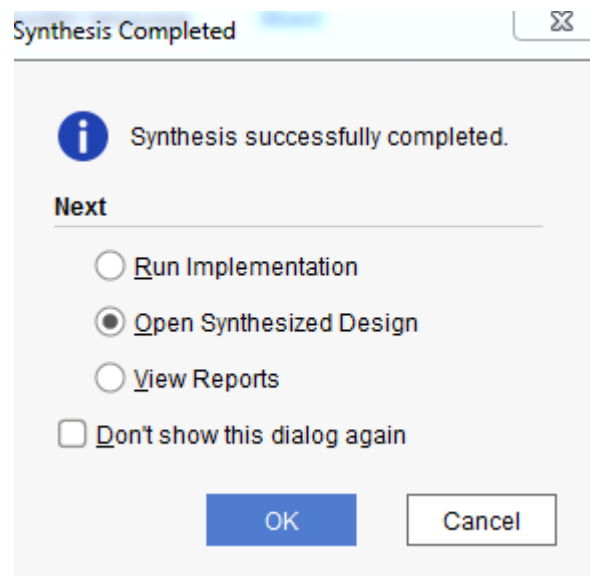 Synthesis Completed
Synthesis successfully completed.
Next
Run Implementation
Open Synthesized Design
View Reports
Don't show this dialog again
OK
Cancel